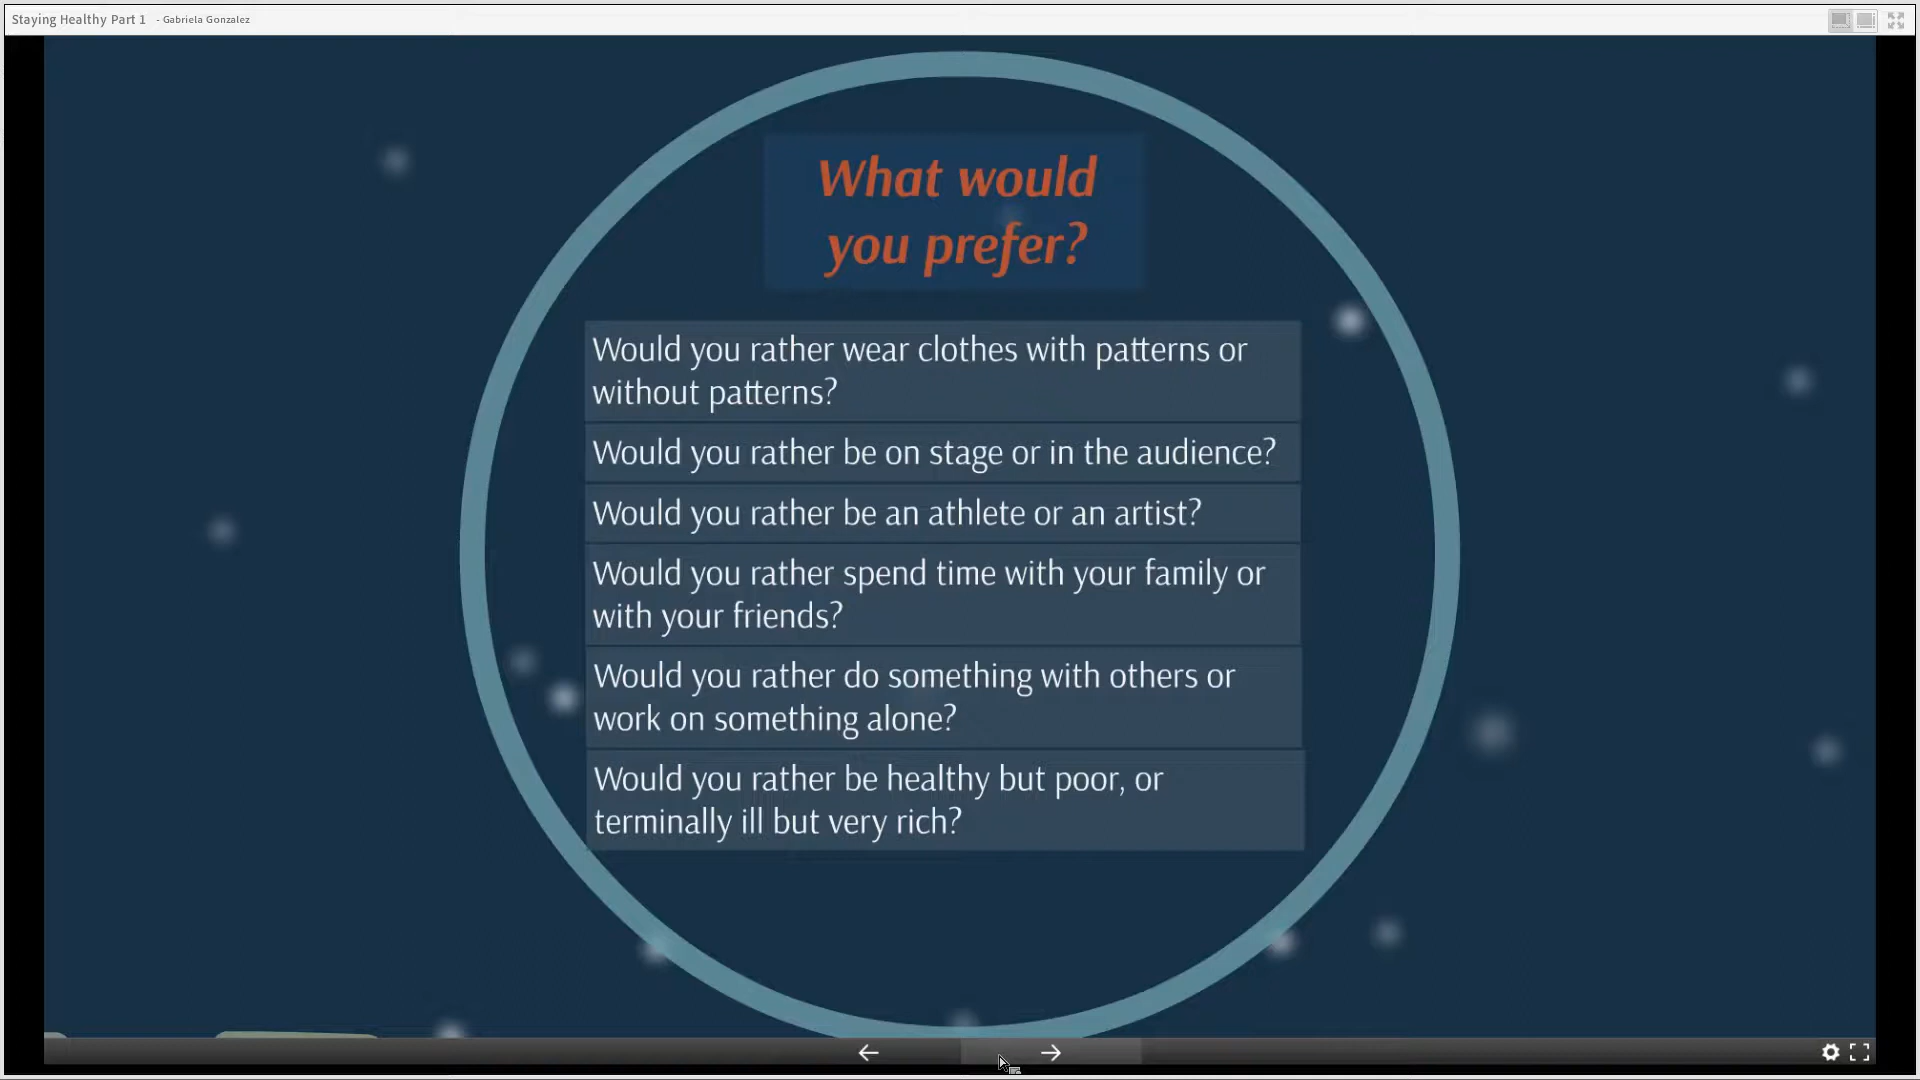 Staying Healthy Part 1 - Gabriela Gonzalez
What would
you prefer?
Would you rather wear clothes with patterns or
without patterns?
Would you rather be on stage or in the audience?
Would you rather be an athlete or an artist?
Would you rather spend time with your family or
with your friends?
Would you rather do something with others or
work on something alone?
Would you rather be healthy but poor, or
terminally ill but very rich?